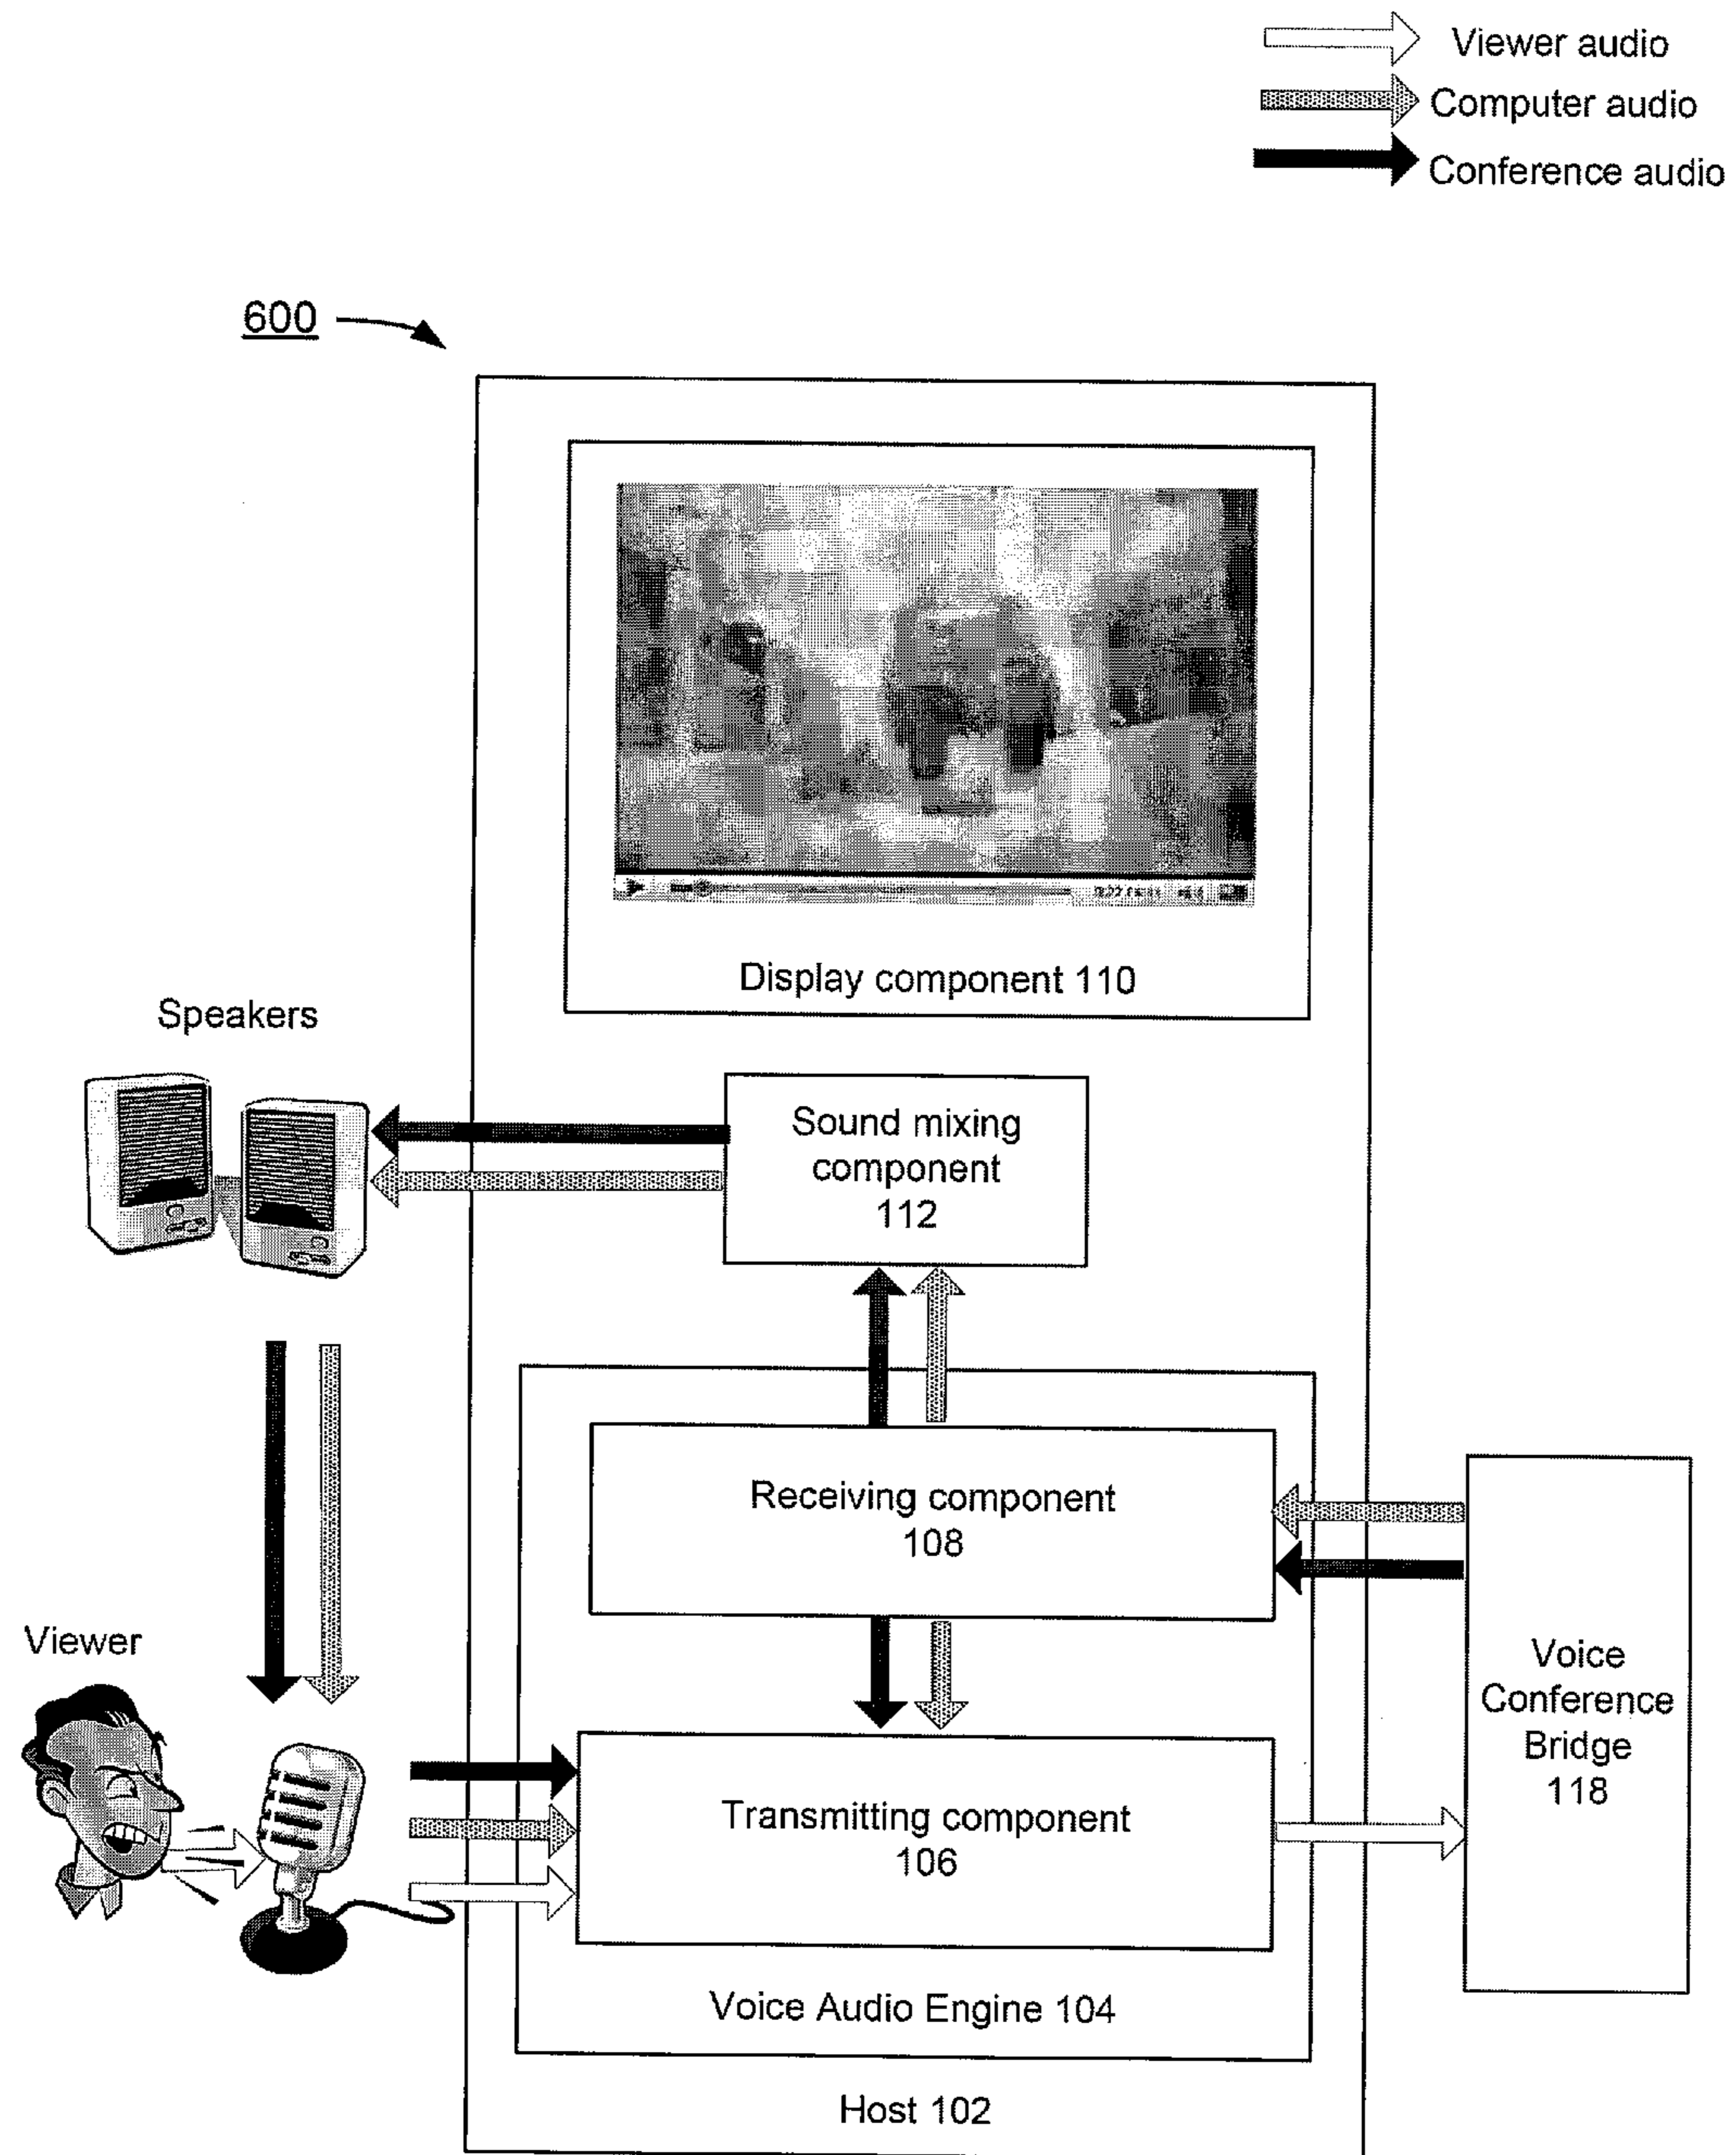 Viewer audio
Computer audio
Conference audio
600
Display component 110
Speakers
Sound mixing
component
112
Receiving component
108
Viewer
Voice
Conference
Bridge
118
Transmitting component
106
Voice Audio Engine 104
Host 102